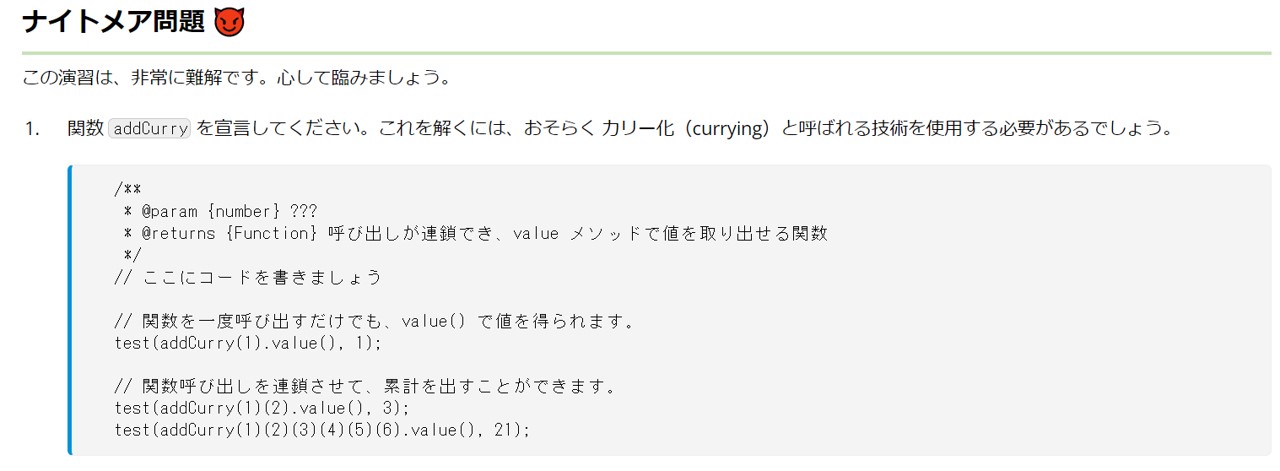 ナイトメア問題 😈
この演習は、非常に難解です。心して臨みましょう。
1. 関数 addCurry を宣言してください。これを解くには、おそらく カリー化（currying）と呼ばれる技術を使用する必要があるでしょう。
/**
 * @param {number} ???
 * @returns {Function} 呼び出しが連鎖でき、value メソッドで値を取り出せる関数
 */
// ここにコードを書きましょう
// 関数を一度呼び出すだけでも、value() で値を得られます。
test(addCurry(1).value(), 1);
// 関数呼び出しを連鎖させて、累計を出すことができます。
test(addCurry(1)(2).value(), 3);
test(addCurry(1)(2)(3)(4)(5)(6).value(), 21);